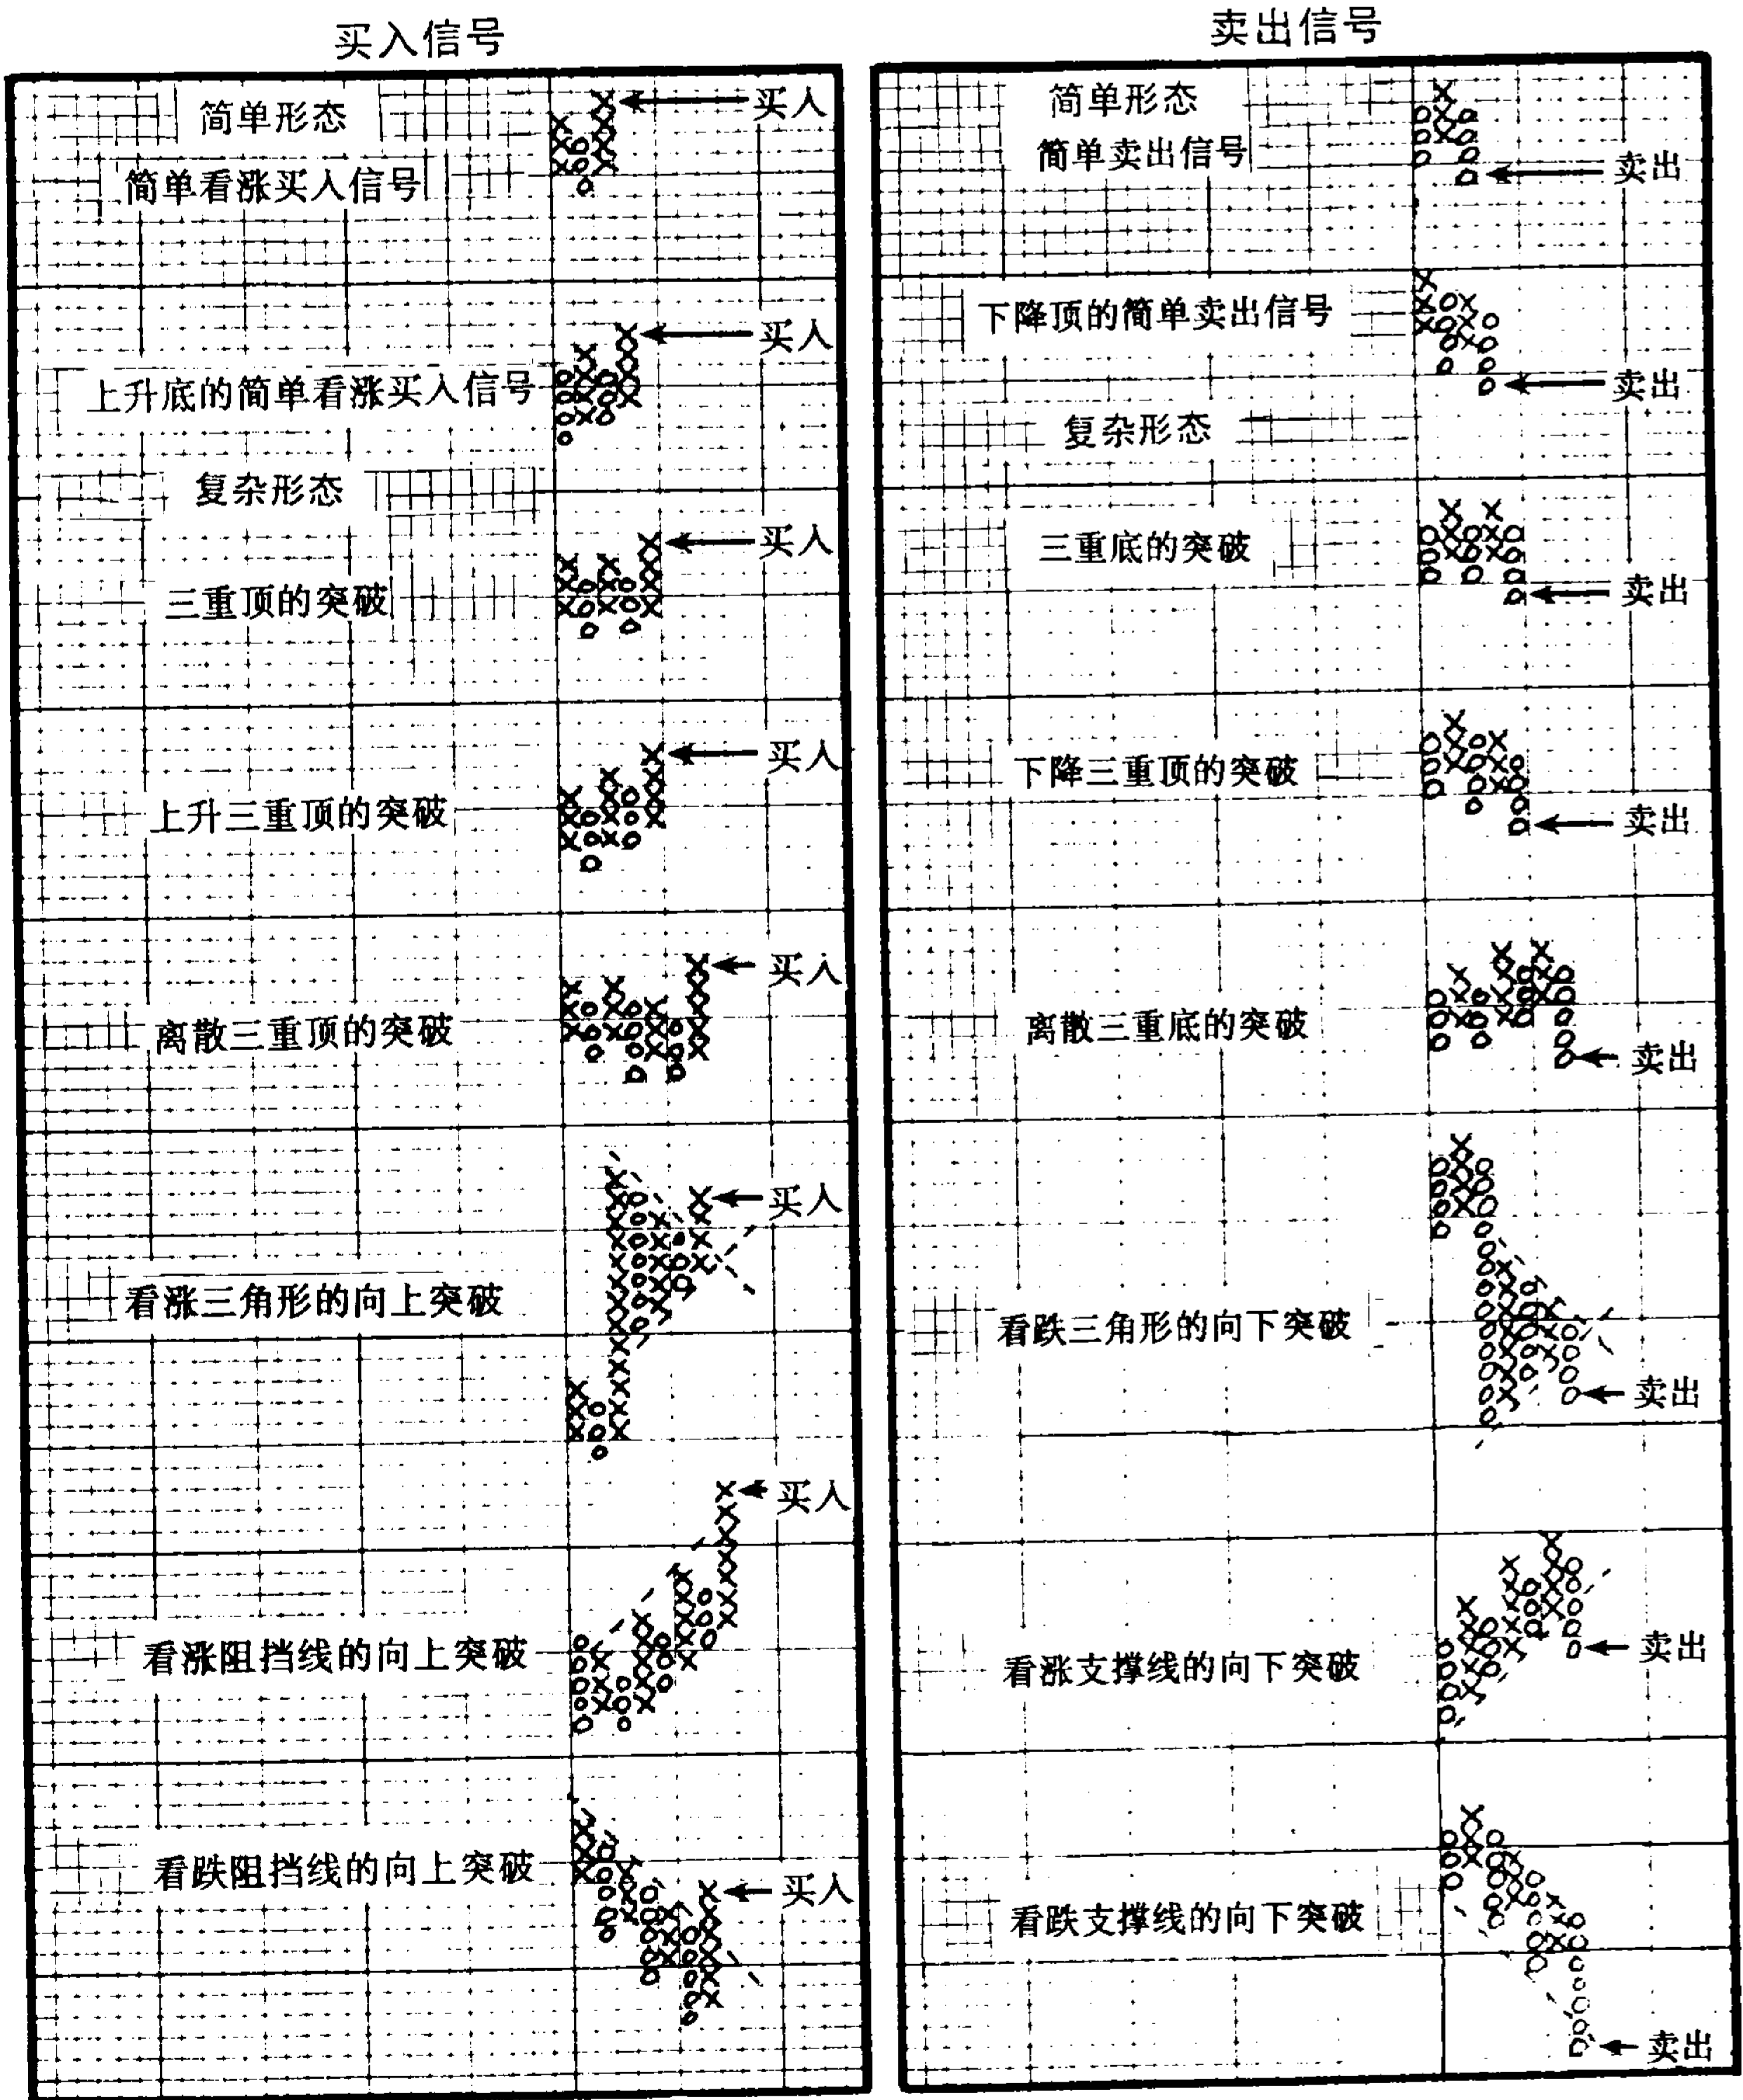 买入信号
简单形态
买入
简单看涨买入信号
买入
上升底的简单看涨买入信号
复杂形态
买入
三重顶的突破
买入
上升三重顶的突破
买入
离散三重顶的突破
买入
看涨三角形的向上突破
买入
看涨阻挡线的向上突破
看跌阻挡线的向上突破
买入
卖出信号
简单形态
简单卖出信号
卖出
下降顶的简单卖出信号
卖出
复杂形态
三重底的突破
卖出
下降三重顶的突破
卖出
离散三重底的突破
卖出
看跌三角形的向下突破
卖出
卖出
看涨支撑线的向下突破
看跌支撑线的向下突破
卖出